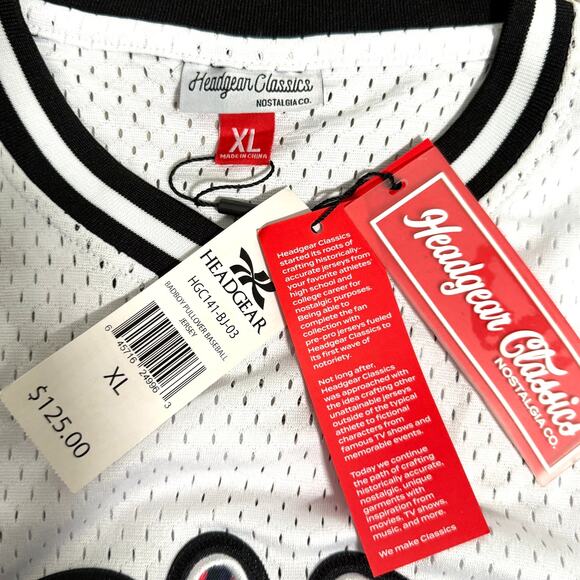 Headgear Classics
NOSTALGIA CO.
XL
MADE IN CHINA
HEADGEAR
HGC141-BJ-03
BADBOY PULLOVER BASEBALL
JERSEY
XL
6 45716 24996 3
$125.00
Headgear Classics
started its roots of
crafting historically-
accurate jerseys from
your favorite athletes'
high school and
college career for
nostalgic purposes.
Being able to
complete the fan
collection with
pre-pro jerseys fueled
Headgear Classics to
its first wave of
notoriety.
Not long after,
Headgear Classics
was approached with
the idea crafting other
unattainable jerseys
outside of the typical
athlete to fictional
characters from
famous TV shows and
memorable events.
Today we continue
the path of crafting
historically accurate,
nostalgic, unique
garments with
inspiration from
movies, TV shows,
music, and more.
We make Classics
Headgear Classics
NOSTALGIA CO.